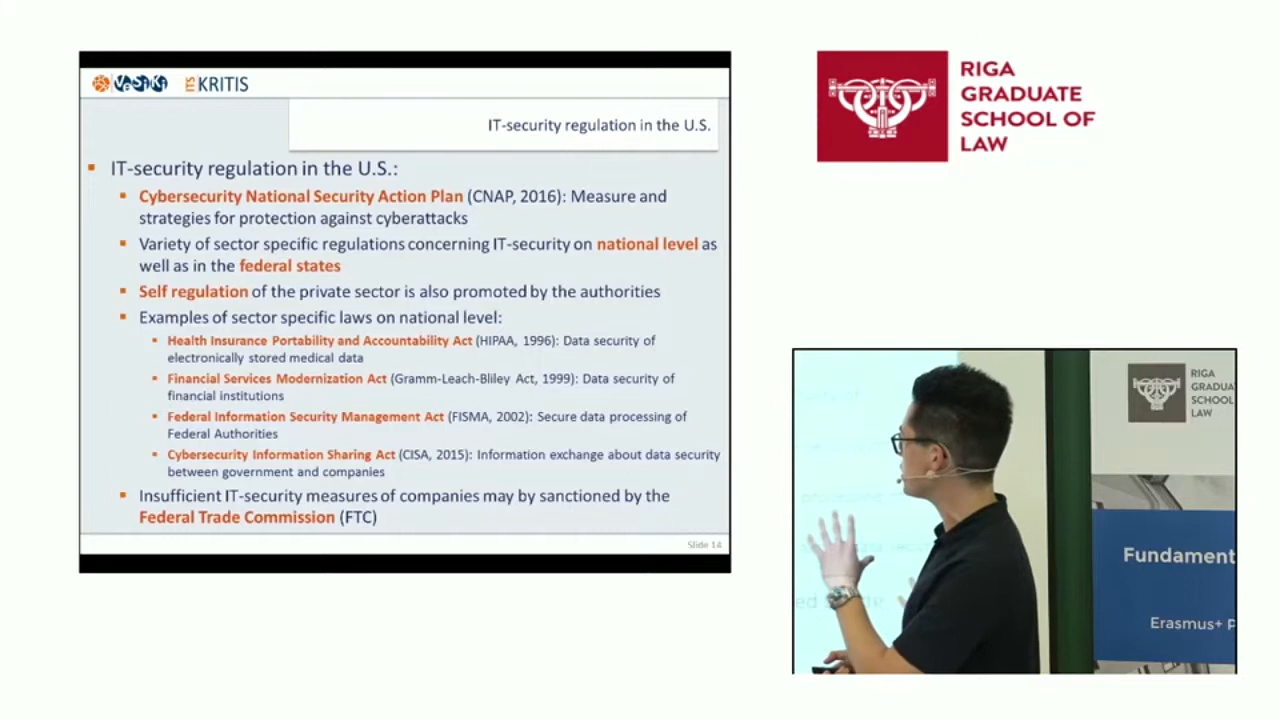 VeSiKi ITS KRITIS
IT-security regulation in the U.S.
IT-security regulation in the U.S.:
Cybersecurity National Security Action Plan (CNAP, 2016): Measure and
strategies for protection against cyberattacks
Variety of sector specific regulations concerning IT-security on national level as
well as in the federal states
Self regulation of the private sector is also promoted by the authorities
Examples of sector specific laws on national level:
Health Insurance Portability and Accountability Act (HIPAA, 1996): Data security of
electronically stored medical data
Financial Services Modernization Act (Gramm-Leach-Bliley Act, 1999): Data security of
financial institutions
Federal Information Security Management Act (FISMA, 2002): Secure data processing of
Federal Authorities
Cybersecurity Information Sharing Act (CISA, 2015): Information exchange about data security
between government and companies
Insufficient IT-security measures of companies may by sanctioned by the
Federal Trade Commission (FTC)
Slide 14
RIGA
GRADUATE
SCHOOL OF
LAW
RIGA
GRADUA
SCHOOL
LAW
Fundament
Erasmus+ P